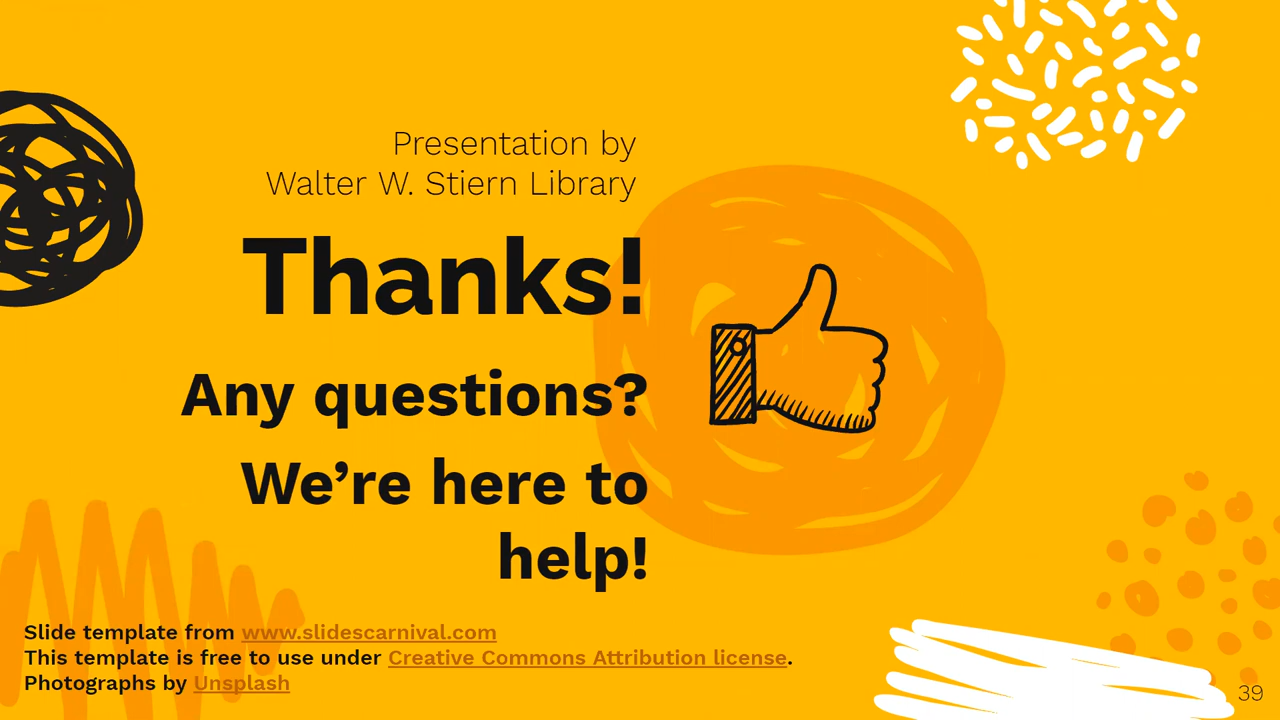 Presentation by
Walter W. Stiern Library
Thanks!
Any questions?
We’re here to
help!
Slide template from www.slidescarnival.com
This template is free to use under Creative Commons Attribution license.
Photographs by Unsplash
39